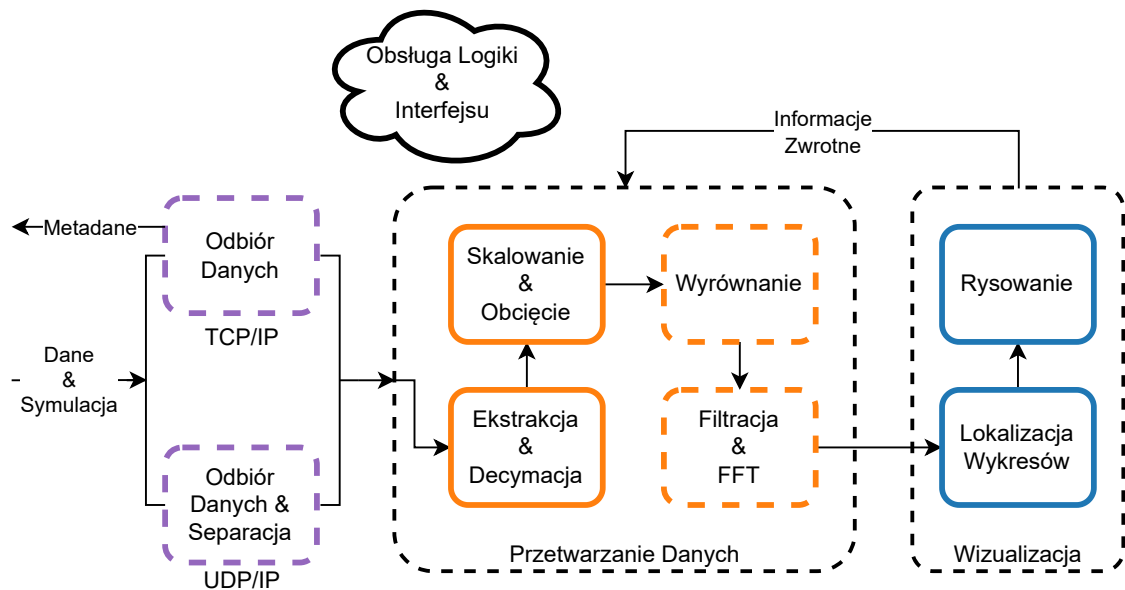 Obsługa Logiki
&
Interfejsu
Informacje
Zwrotne
Metadane
Odbiór
Danych
TCP/IP
Dane
&
Symulacja
Odbiór
Danych &
Separacja
UDP/IP
Skalowanie
&
Obcięcie
Wyrównanie
Ekstrakcja
&
Decymacja
Filtracja
&
FFT
Przetwarzanie Danych
Rysowanie
Lokalizacja
Wykresów
Wizualizacja